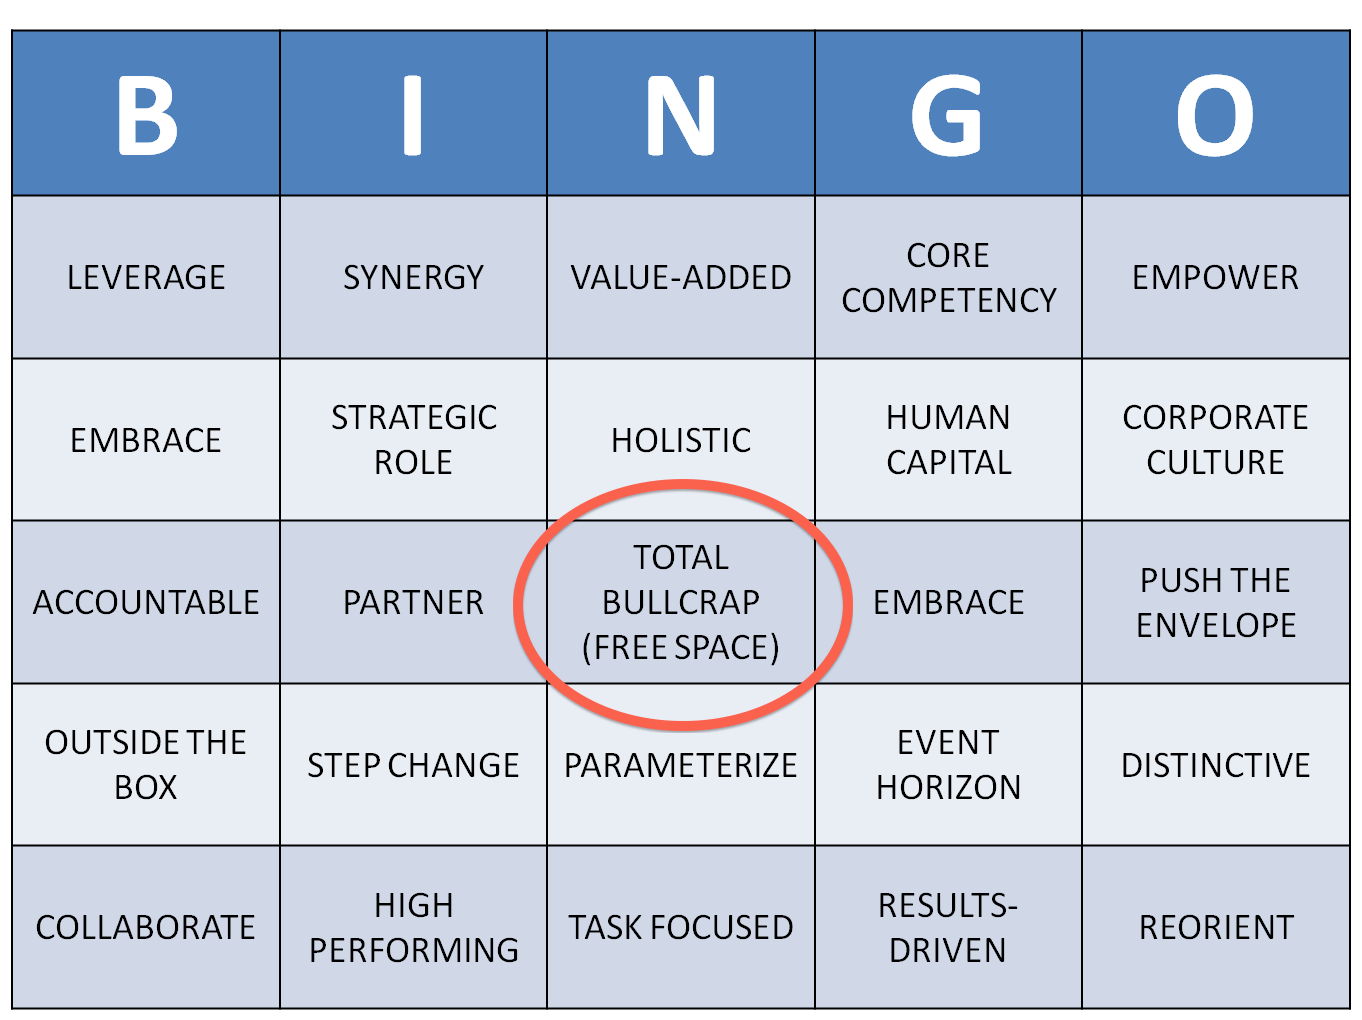 B I N G O
LEVERAGE
SYNERGY
VALUE-ADDED
CORE
COMPETENCY
EMPOWER
EMBRACE
STRATEGIC
ROLE
HOLISTIC
HUMAN
CAPITAL
CORPORATE
CULTURE
ACCOUNTABLE
PARTNER
TOTAL
BULLCRAP
(FREE SPACE)
EMBRACE
PUSH THE
ENVELOPE
OUTSIDE THE
BOX
STEP CHANGE
PARAMETERIZE
EVENT
HORIZON
DISTINCTIVE
COLLABORATE
HIGH
PERFORMING
TASK FOCUSED
RESULTS-
DRIVEN
REORIENT